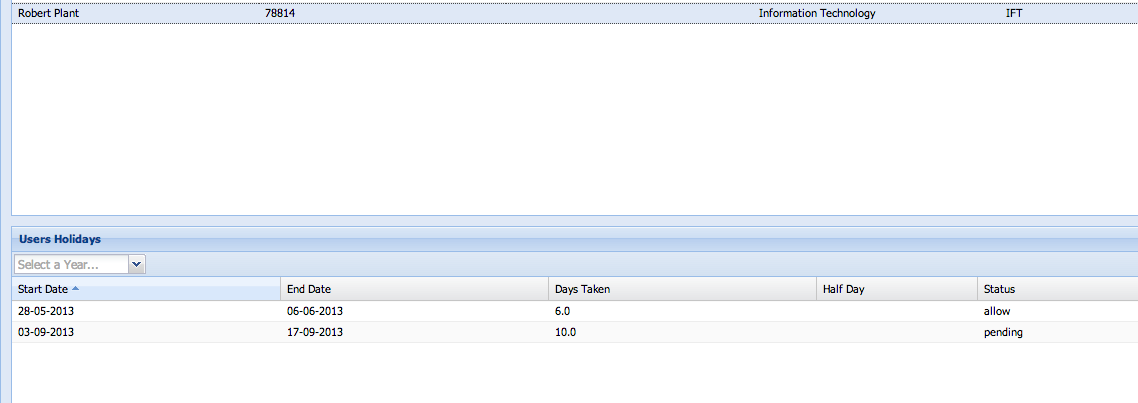 Robert Plant 78814 Information Technology IFT
Users Holidays
Select a Year...
Start Date End Date Days Taken Half Day Status
28-05-2013 06-06-2013 6.0 allow
03-09-2013 17-09-2013 10.0 pending